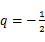 q = −1/2